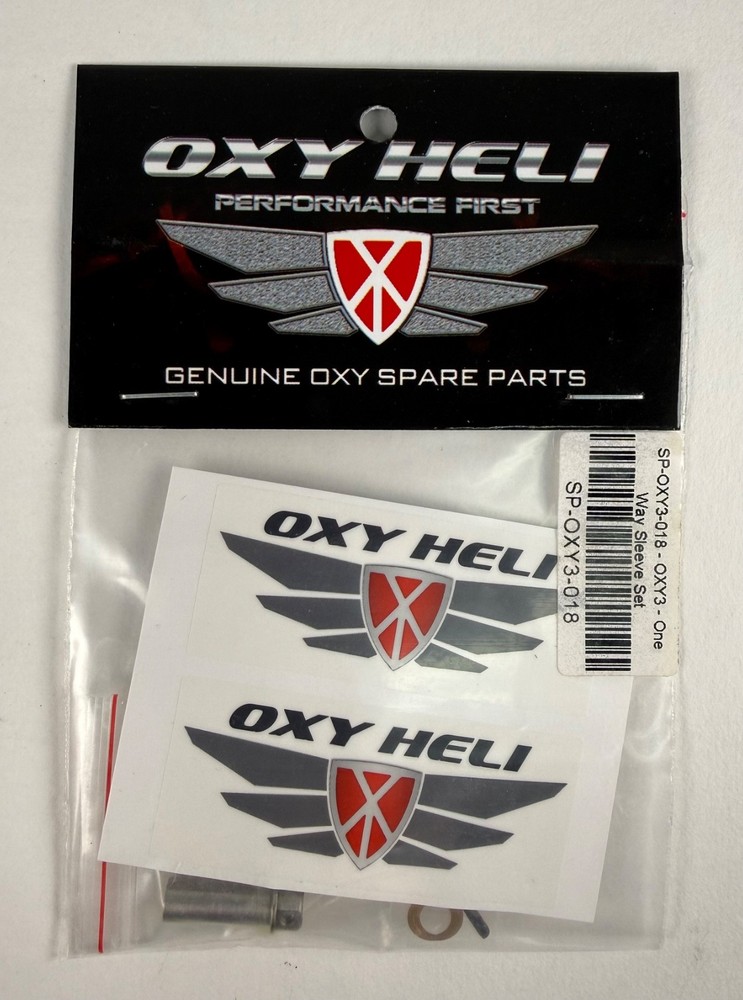 OXY HELI
PERFORMANCE FIRST
GENUINE OXY SPARE PARTS
SP-OXY3-018 - OXY3 - One
Way Sleeve Set
SP-OXY3-018
OXY HELI
OXY HELI